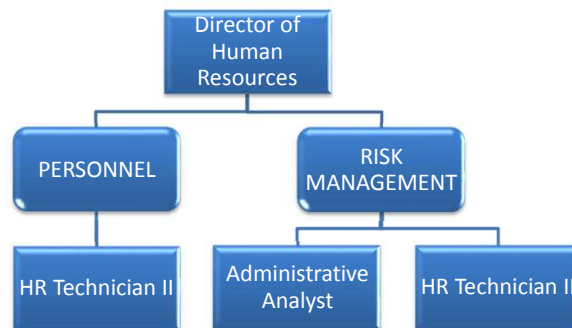 Director of
Human
Resources
PERSONNEL
RISK
MANAGEMENT
HR Technician II
Administrative
Analyst
HR Technician II